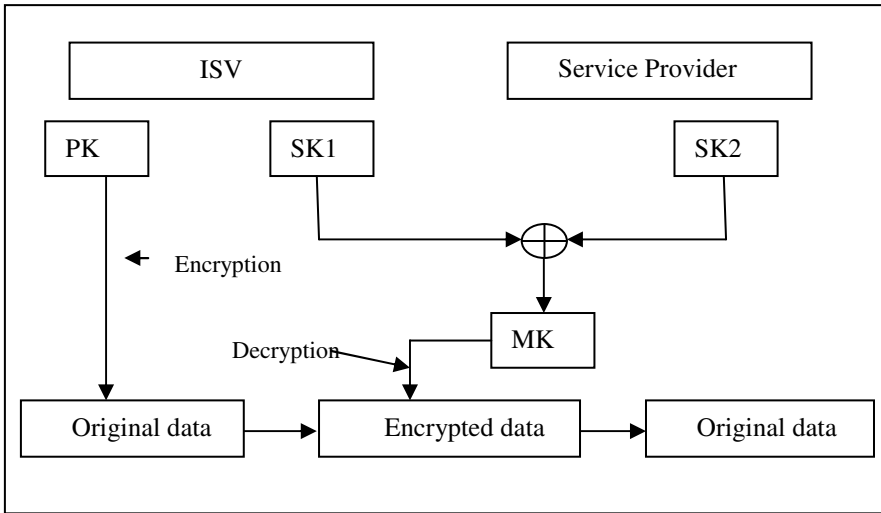 ISV
Service Provider
PK
SK1
SK2
Encryption
MK
Decryption
Original data
Encrypted data
Original data